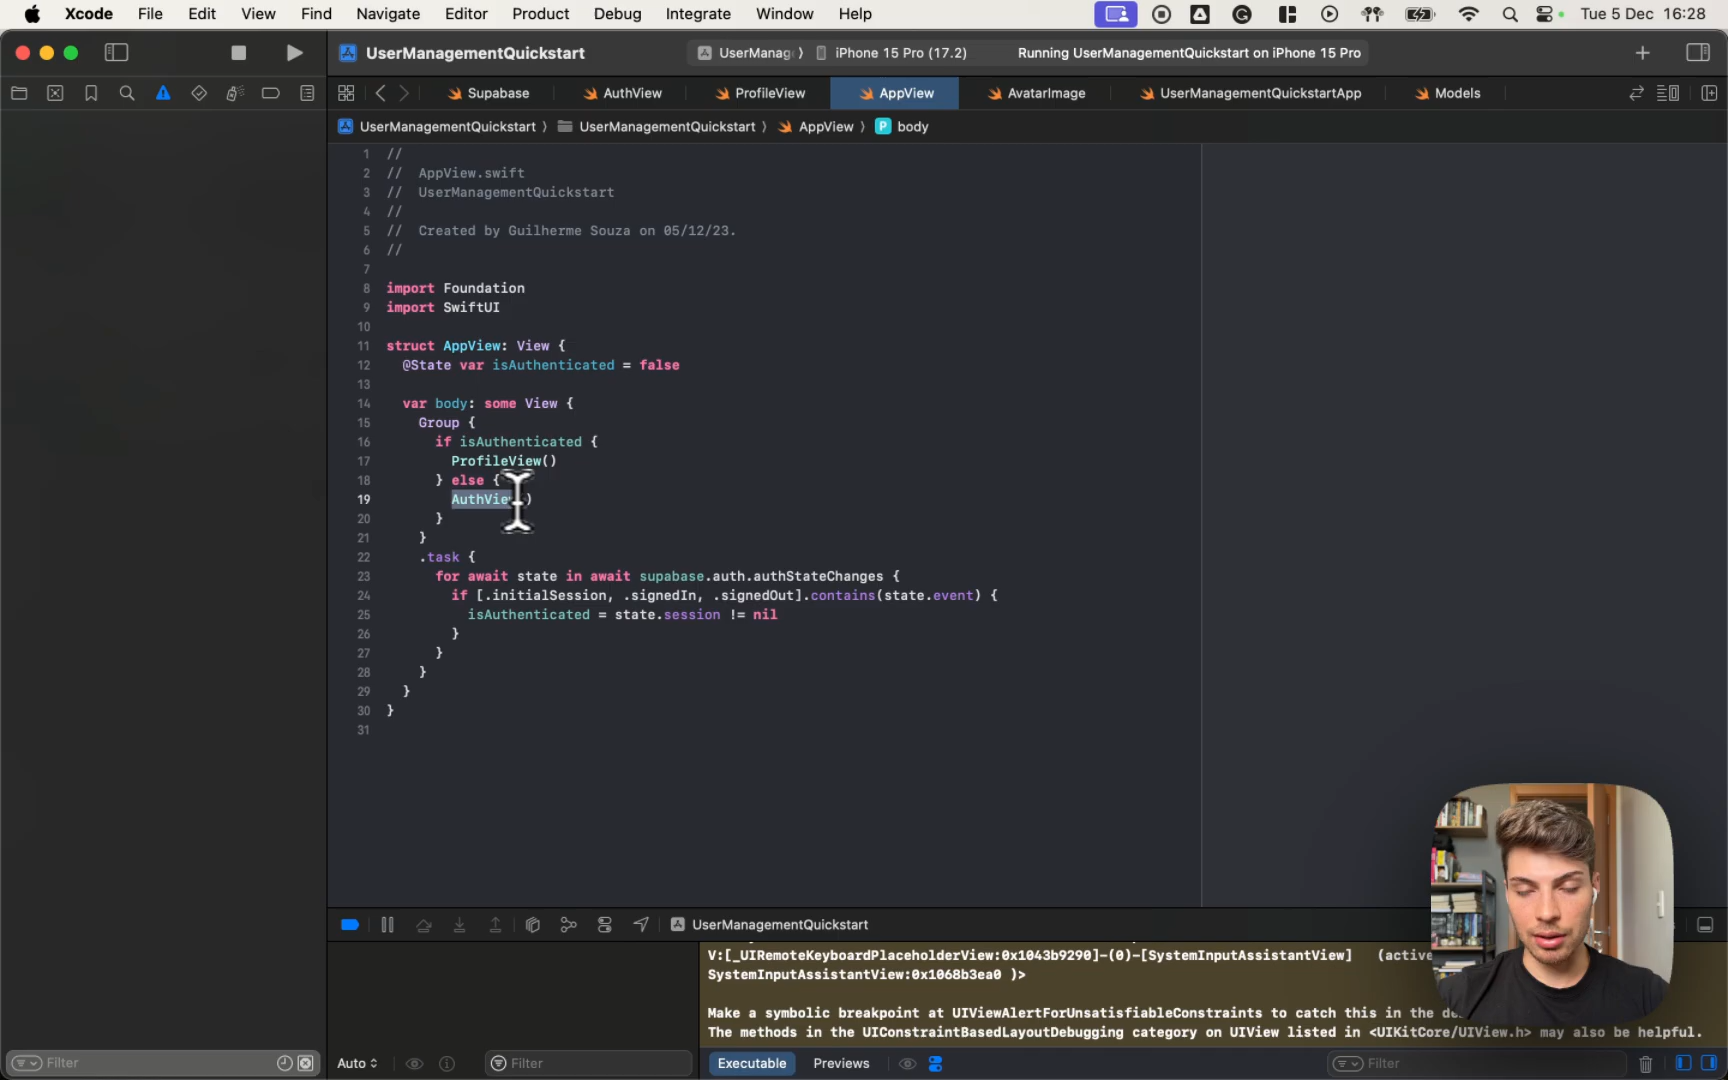 Xcode File Edit View Find Navigate Editor Product Debug Integrate Window Help Tue 5 Dec 16:28
UserManagementQuickstart UserManag iPhone 15 Pro (17.2) Running UserManagementQuickstart on iPhone 15 Pro
Supabase AuthView ProfileView AppView AvatarImage UserManagementQuickstartApp Models
UserManagementQuickstart UserManagementQuickstart AppView P body
1 //
2 // AppView.swift
3 // UserManagementQuickstart
4 //
5 // Created by Guilherme Souza on 05/12/23.
6 //
7
8 import Foundation
9 import SwiftUI
10
11 struct AppView: View {
12 @State var isAuthenticated = false
13
14 var body: some View {
15 Group {
16 if isAuthenticated {
17 ProfileView()
18 } else {
19 AuthVie )
20 }
21 }
22 .task {
23 for await state in await supabase.auth.authStateChanges {
24 if [.initialSession, .signedIn, .signedOut].contains(state.event) {
25 isAuthenticated = state.session != nil
26 }
27 }
28 }
29 }
30 }
31
UserManagementQuickstart
V:[_UIRemoteKeyboardPlaceholderView:0x1043b9290]-(0)-[SystemInputAssistantView] (active
SystemInputAssistantView:0x1068b3ea0 )>
Make a symbolic breakpoint at UIViewAlertForUnsatisfiableConstraints to catch this in the de
The methods in the UIConstraintBasedLayoutDebugging category on UIView listed in <UIKitCore/UIView.h> may also be helpful.
Filter Auto Filter Executable Previews Filter